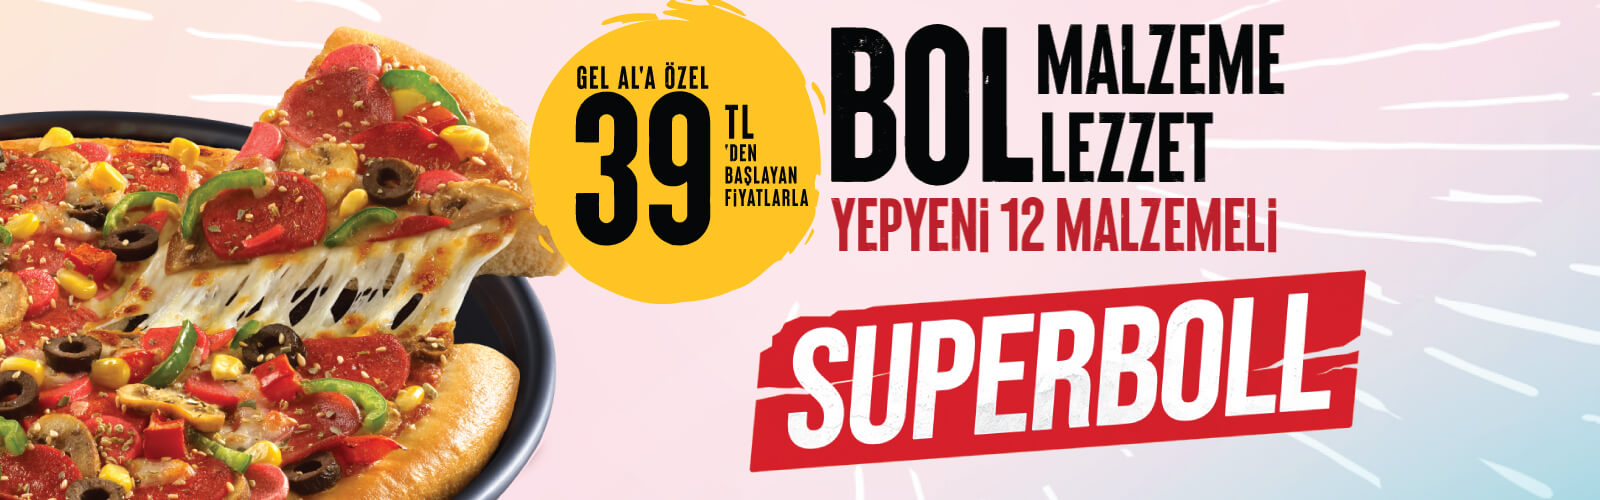 GEL AL'A ÖZEL
39 TL
'DEN
BAŞLAYAN
FİYATLARLA
BOL MALZEME
LEZZET
YEPYENİ 12 MALZEMELİ
SUPERBOLL